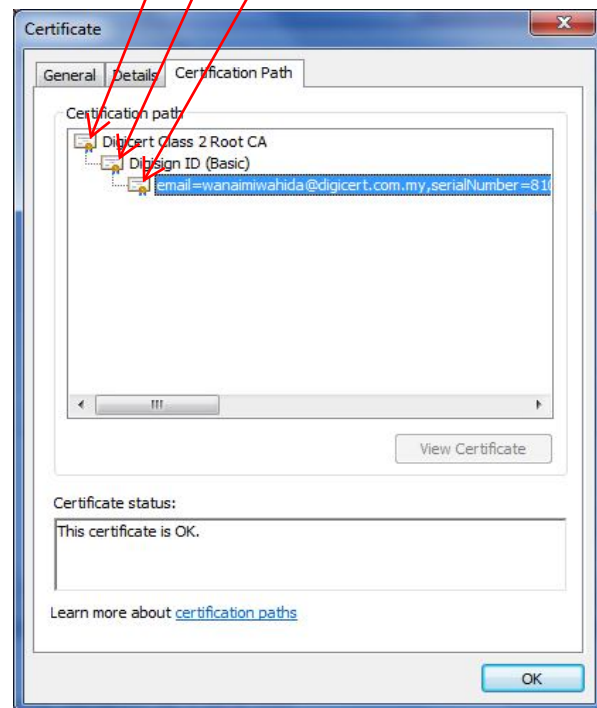 Certificate
General Details Certification Path
Certification path
Digicert Class 2 Root CA
Digisign ID (Basic)
email=wanaimiwahida@digicert.com.my,serialNumber=810
View Certificate
Certificate status:
This certificate is OK.
Learn more about certification paths
OK